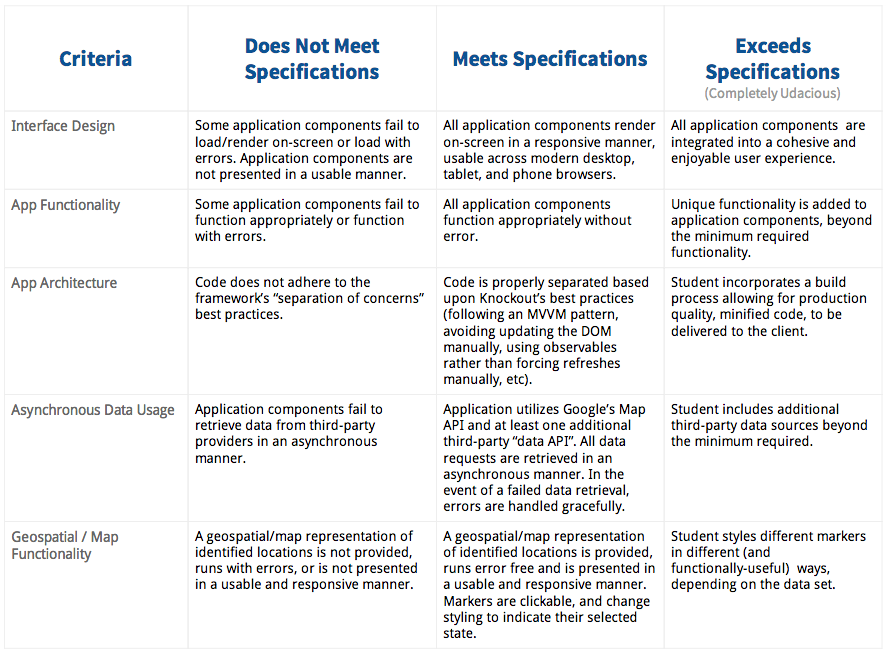 Criteria
Does Not Meet
Specifications
Meets Specifications
Exceeds
Specifications
(Completely Udacious)
Interface Design
Some application components fail to
load/render on-screen or load with
errors. Application components are
not presented in a usable manner.
All application components render
on-screen in a responsive manner,
usable across modern desktop,
tablet, and phone browsers.
All application components are
integrated into a cohesive and
enjoyable user experience.
App Functionality
Some application components fail to
function appropriately or function
with errors.
All application components
function appropriately without
error.
Unique functionality is added to
application components, beyond
the minimum required
functionality.
App Architecture
Code does not adhere to the
framework's “separation of concerns”
best practices.
Code is properly separated based
upon Knockout's best practices
(following an MVVM pattern,
avoiding updating the DOM
manually, using observables
rather than forcing refreshes
manually, etc).
Student incorporates a build
process allowing for production
quality, minified code, to be
delivered to the client.
Asynchronous Data Usage
Application components fail to
retrieve data from third-party
providers in an asynchronous
manner.
Application utilizes Google's Map
API and at least one additional
third-party “data API”. All data
requests are retrieved in an
asynchronous manner. In the
event of a failed data retrieval,
errors are handled gracefully.
Student includes additional
third-party data sources beyond
the minimum required.
Geospatial / Map
Functionality
A geospatial/map representation of
identified locations is not provided,
runs with errors, or is not presented
in a usable and responsive manner.
A geospatial/map representation
of identified locations is provided,
runs error free and is presented in
a usable and responsive manner.
Markers are clickable, and change
styling to indicate their selected
state.
Student styles different markers
in different (and
functionally-useful) ways,
depending on the data set.